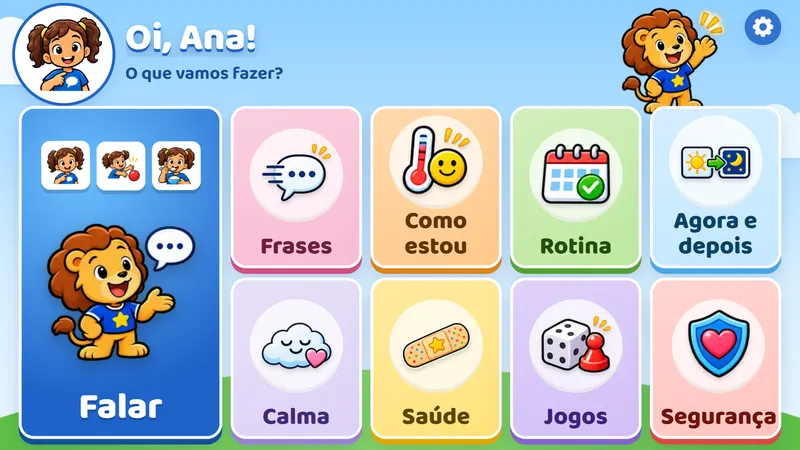 Oi, Ana!
O que vamos fazer?
Falar
Frases
Como
estou
Rotina
Agora e
depois
Calma
Saúde
Jogos
Segurança